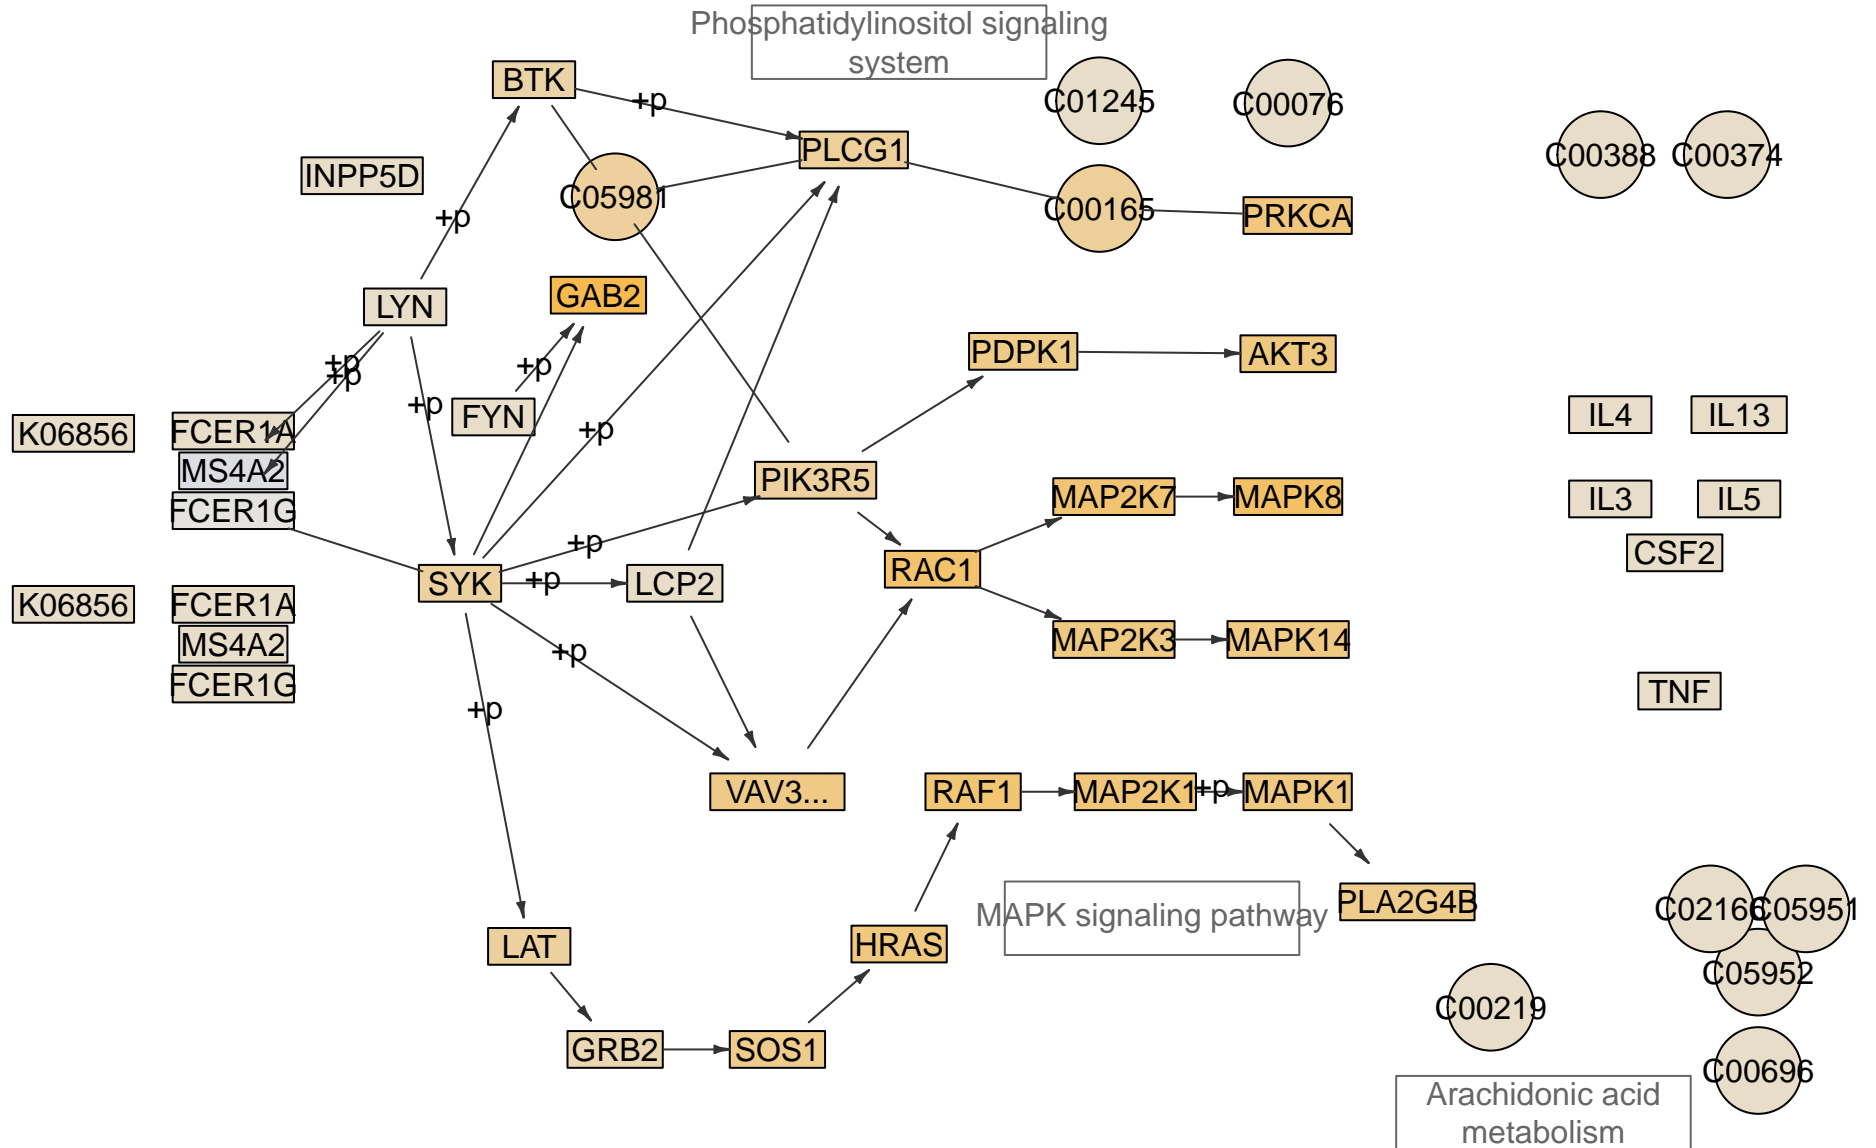 Phosphatidylinositol signaling
system
BTK
+p
C01245
C00076
PLCG1
C00388
C00374
INPP5D
C05981
C00165
PRKCA
+p
LYN
GAB2
PDPK1
AKT3
+p
+p
+p
+p
FYN
+p
IL4
IL13
K06856
FCER1A
MS4A2
FCER1G
PIK3R5
MAP2K7
MAPK8
IL3
IL5
+p
CSF2
SYK
+p
LCP2
RAC1
K06856
FCER1A
MS4A2
FCER1G
+p
MAP2K3
MAPK14
TNF
+p
VAV3...
RAF1
MAP2K1
+p
MAPK1
LAT
HRAS
MAPK signaling pathway
PLA2G4B
C02166
C05951
C05952
C00219
GRB2
SOS1
C00696
Arachidonic acid
metabolism